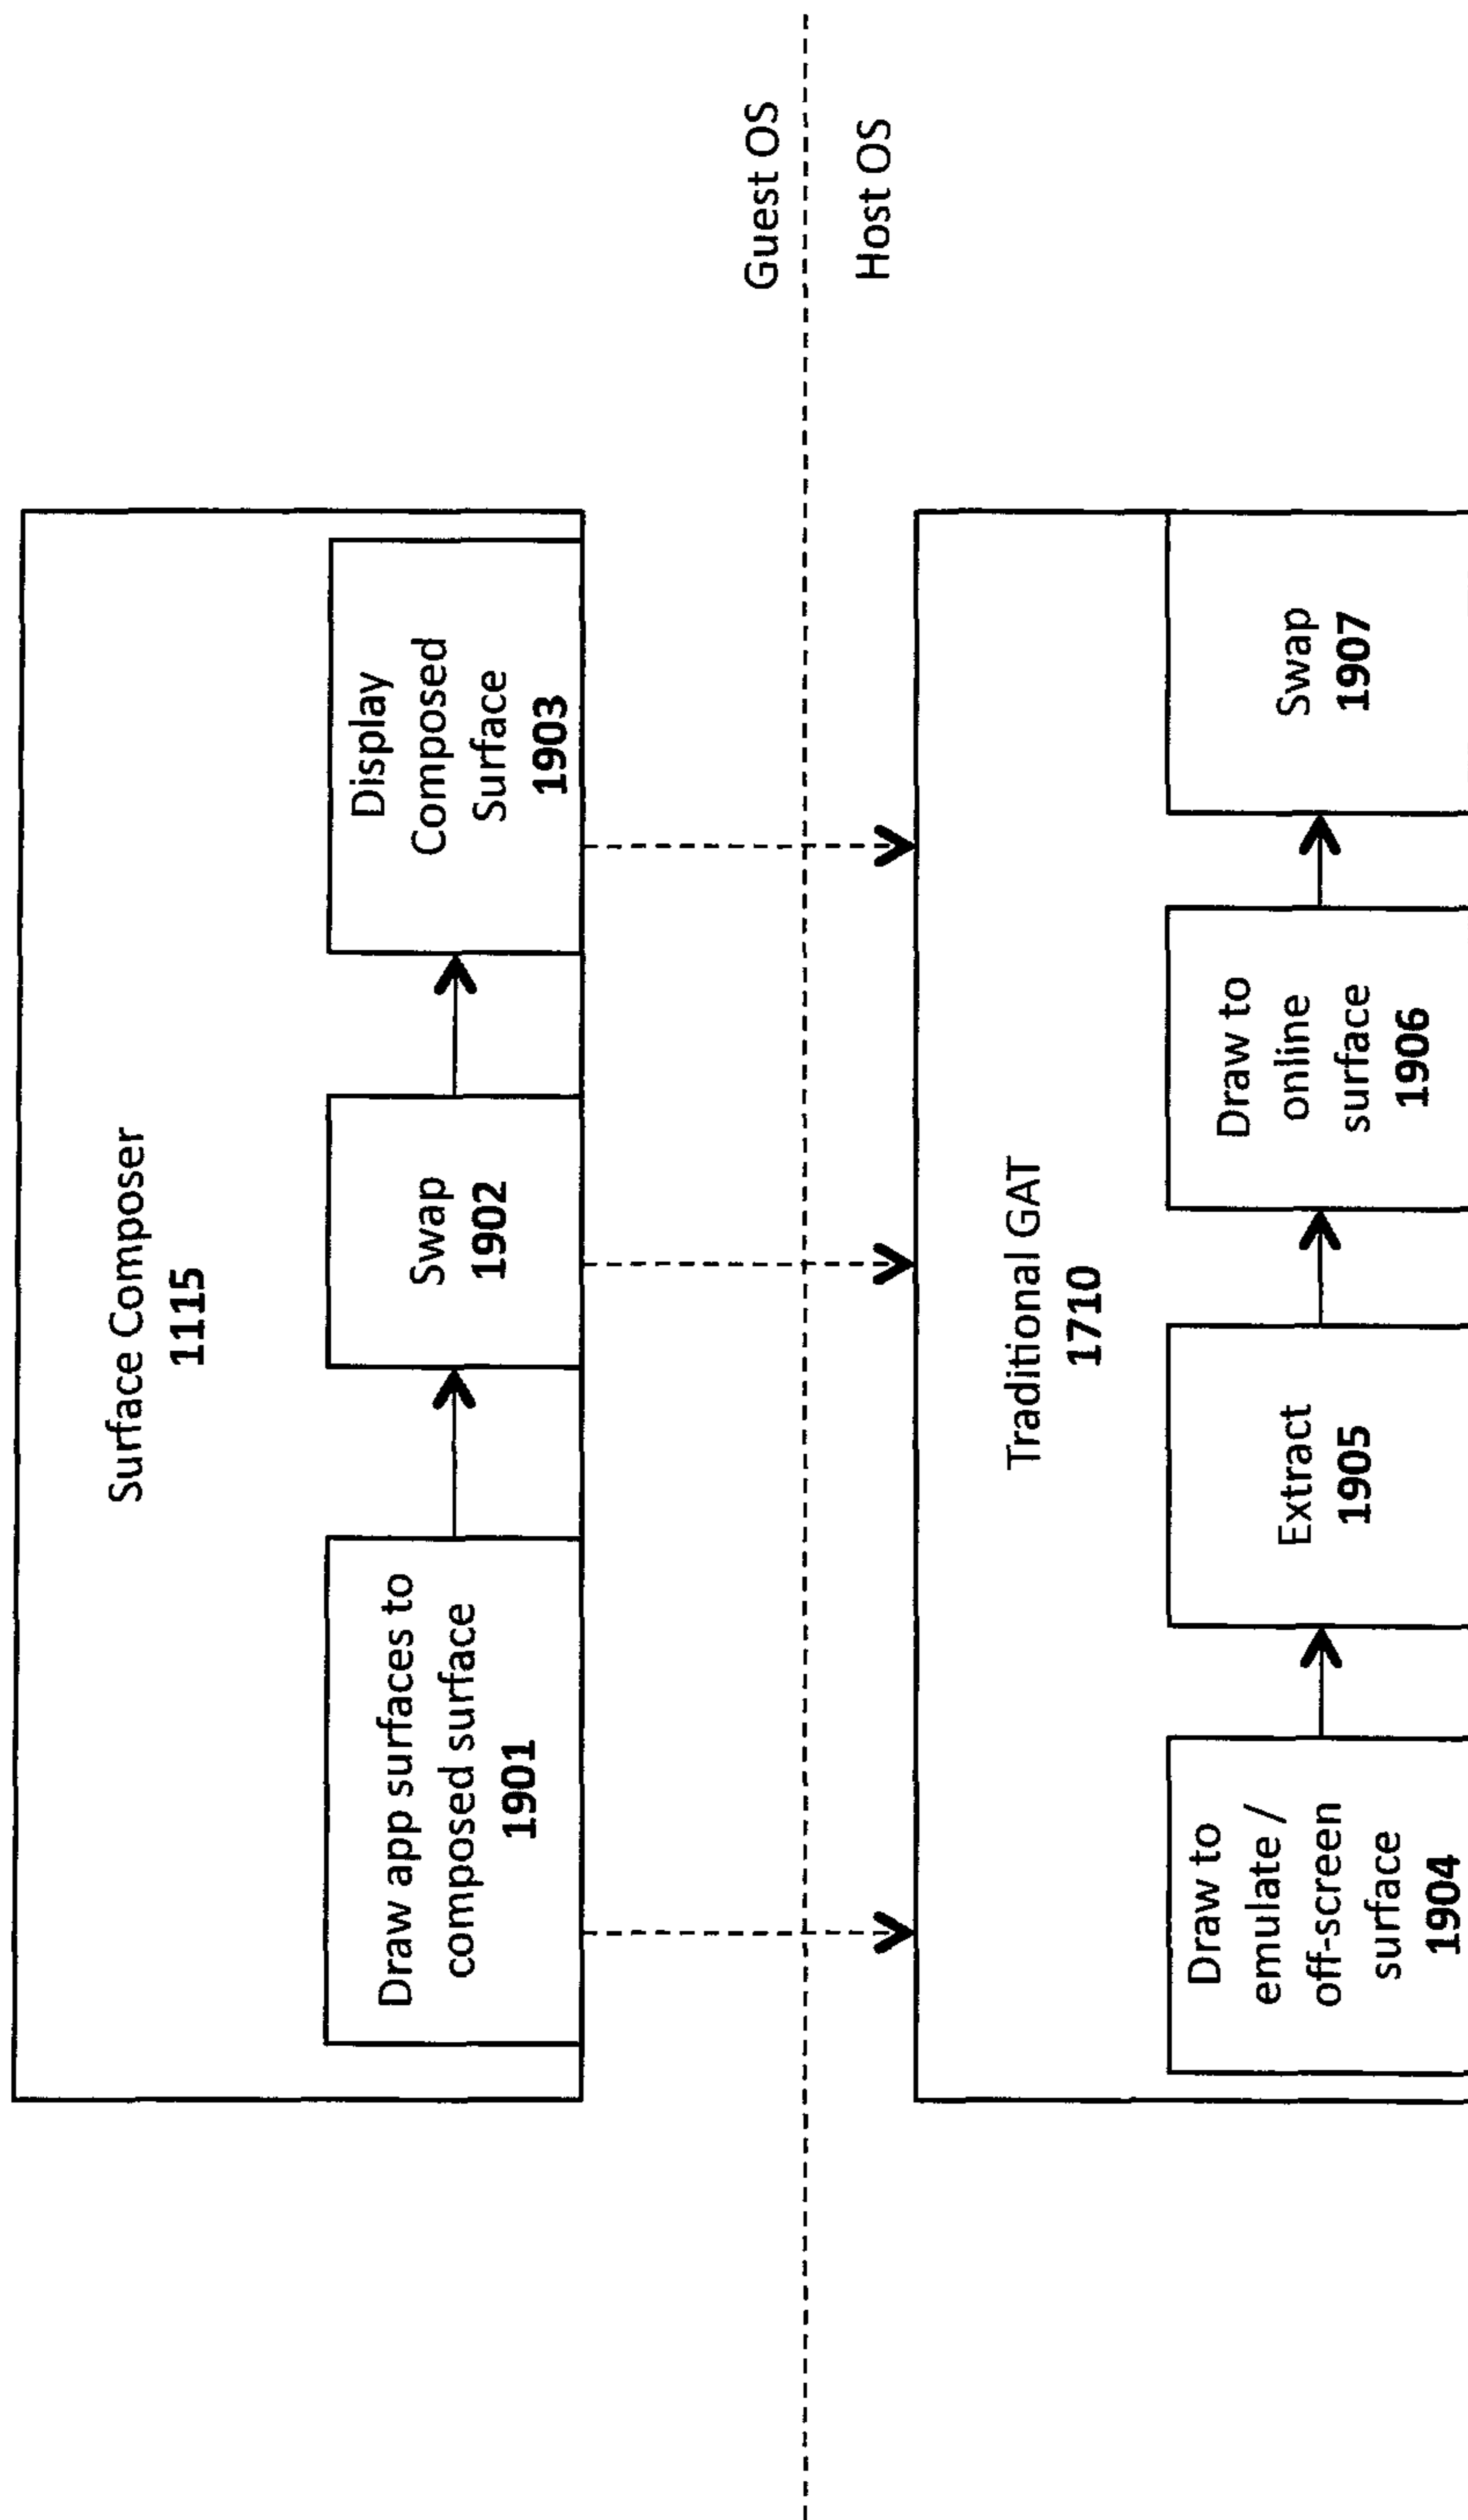 Surface Composer
1115
Draw app surfaces to
composed surface
1901
Swap
1902
Display
Composed
Surface
1903
Guest OS
Host OS
Traditional GAT
1710
Draw to
emulate /
off-screen
surface
1904
Extract
1905
Draw to
online
surface
1906
Swap
1907